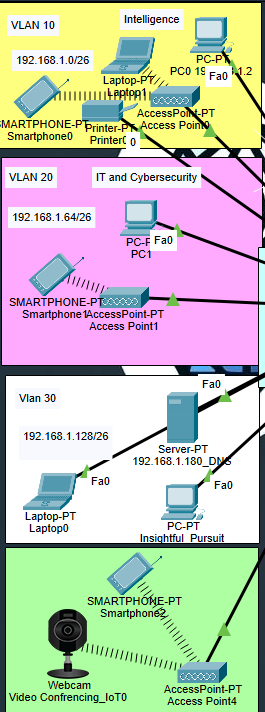 VLAN 10
Intelligence
192.168.1.0/26
Laptop-PT
Laptop1
PC-PT
PC0
1.2
Fa0
SMARTPHONE-PT
Smartphone0
Printer-PT
0
AccessPoint-PT
Access Point0
VLAN 20
IT and Cybersecurity
192.168.1.64/26
PC1
Fa0
SMARTPHONE-PT
Smartphone1
AccessPoint-PT
Access Point1
Vlan 30
Fa0
192.168.1.128/26
Server-PT
192.168.1.180_DNS
Fa0
Fa0
Laptop-PT
Laptop0
PC-PT
Insightful_Pursuit
SMARTPHONE-PT
Smartphone2
Webcam
Video Confrencing_IoT0
AccessPoint-PT
Access Point4